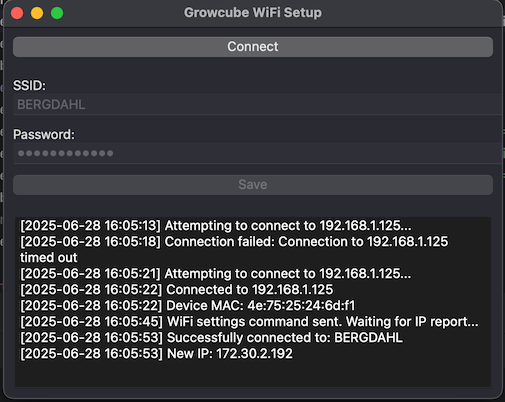 Growcube WiFi Setup
Connect
SSID:
BERGDAHL
Password:
●●●●●●●●●●●●
Save
[2025-06-28 16:05:13] Attempting to connect to 192.168.1.125...
[2025-06-28 16:05:18] Connection failed: Connection to 192.168.1.125
timed out
[2025-06-28 16:05:21] Attempting to connect to 192.168.1.125...
[2025-06-28 16:05:22] Connected to 192.168.1.125
[2025-06-28 16:05:22] Device MAC: 4e:75:25:24:6d:f1
[2025-06-28 16:05:45] WiFi settings command sent. Waiting for IP report...
[2025-06-28 16:05:53] Successfully connected to: BERGDAHL
[2025-06-28 16:05:53] New IP: 172.30.2.192